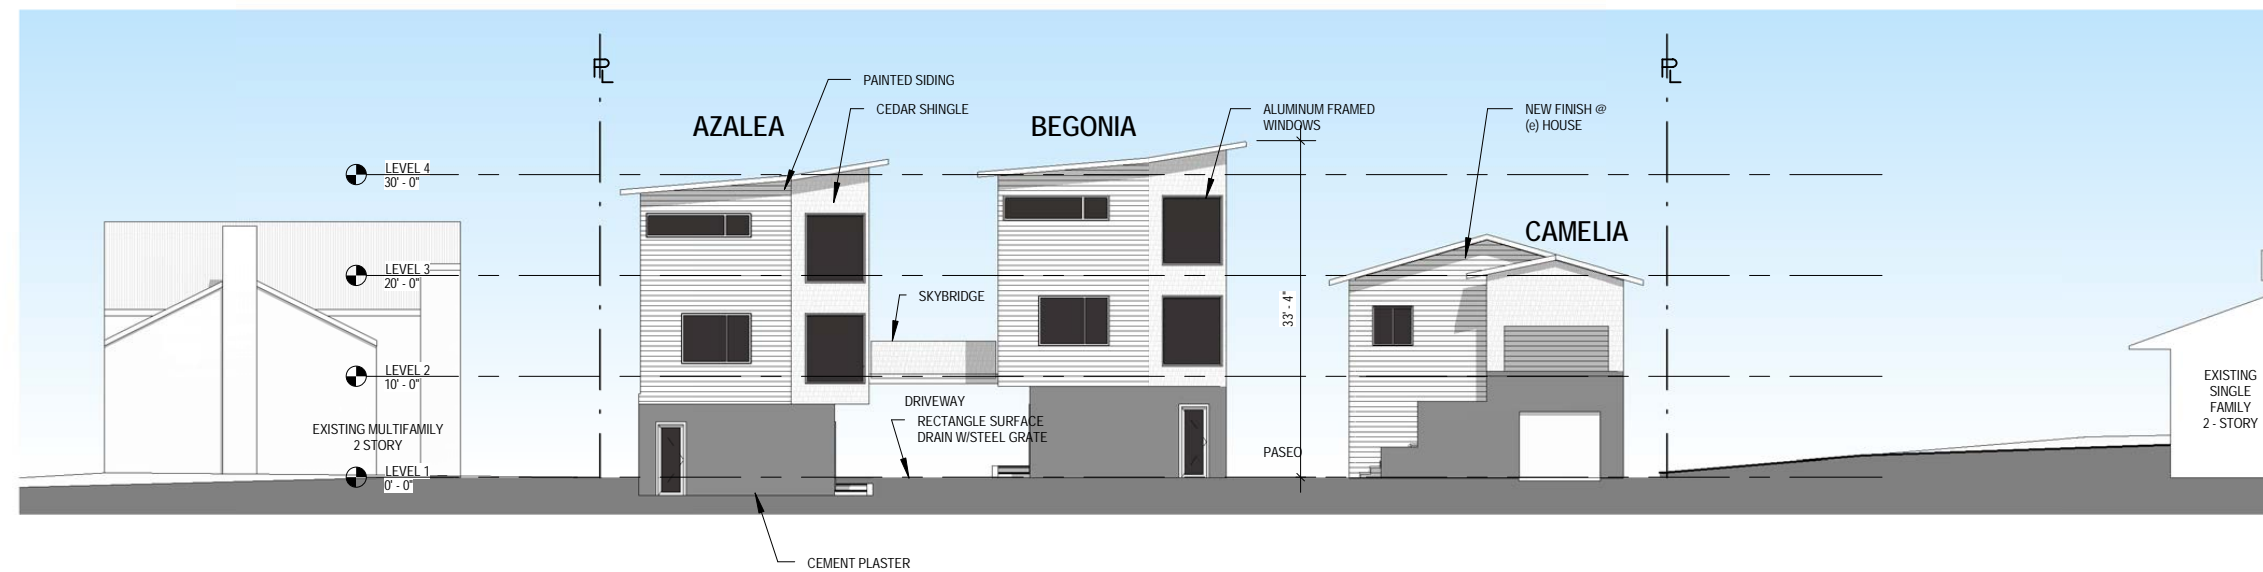 PL
PL
PAINTED SIDING
CEDAR SHINGLE
ALUMINUM FRAMED
WINDOWS
NEW FINISH @
(e) HOUSE
AZALEA
BEGONIA
CAMELIA
LEVEL 4
30' - 0"
LEVEL 3
20' - 0"
SKYBRIDGE
33' - 4"
LEVEL 2
10' - 0"
DRIVEWAY
RECTANGLE SURFACE
DRAIN W/STEEL GRATE
EXISTING MULTIFAMILY
2 STORY
PASEO
EXISTING
SINGLE
FAMILY
2 - STORY
LEVEL 1
0' - 0"
CEMENT PLASTER